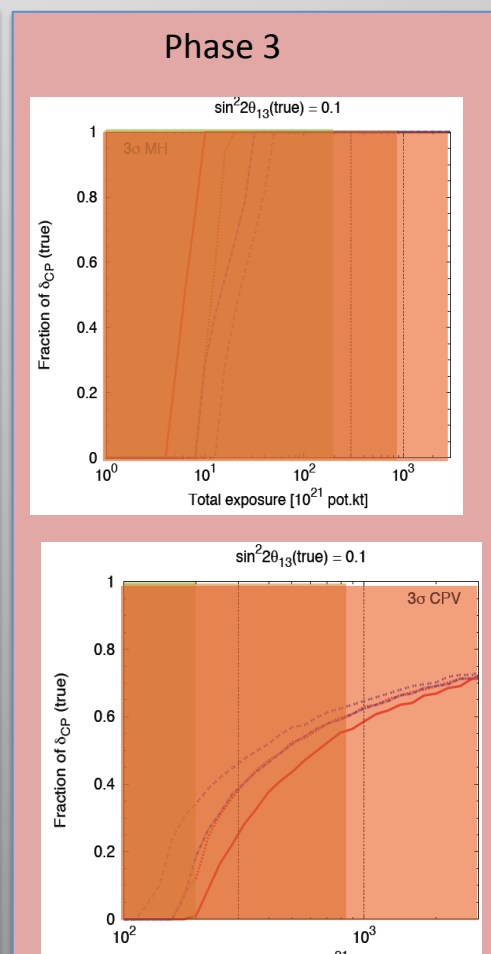 Phase 3
sin²2θ₁₃(true) = 0.1
3σ MH
Fraction of δCP (true)
1
0.8
0.6
0.4
0.2
0
10⁰ 10¹ 10² 10³
Total exposure [10²¹ pot.kt]
sin²2θ₁₃(true) = 0.1
3σ CPV
Fraction of δCP (true)
1
0.8
0.6
0.4
0.2
0
10² 10³